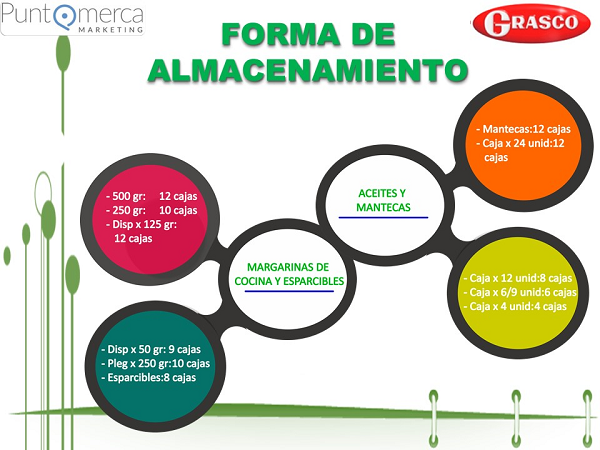 PuntQmerca
MARKETING
GRASCO
FORMA DE
ALMACENAMIENTO
- Mantecas:12 cajas
- Caja x 24 unid:12
cajas
ACEITES Y
MANTECAS
- 500 gr: 12 cajas
- 250 gr: 10 cajas
- Disp x 125 gr:
12 cajas
MARGARINAS DE
COCINA Y ESPARCIBLES
- Caja x 12 unid:8 cajas
- Caja x 6/9 unid:6 cajas
- Caja x 4 unid:4 cajas
- Disp x 50 gr: 9 cajas
- Pleg x 250 gr:10 cajas
- Esparcibles:8 cajas